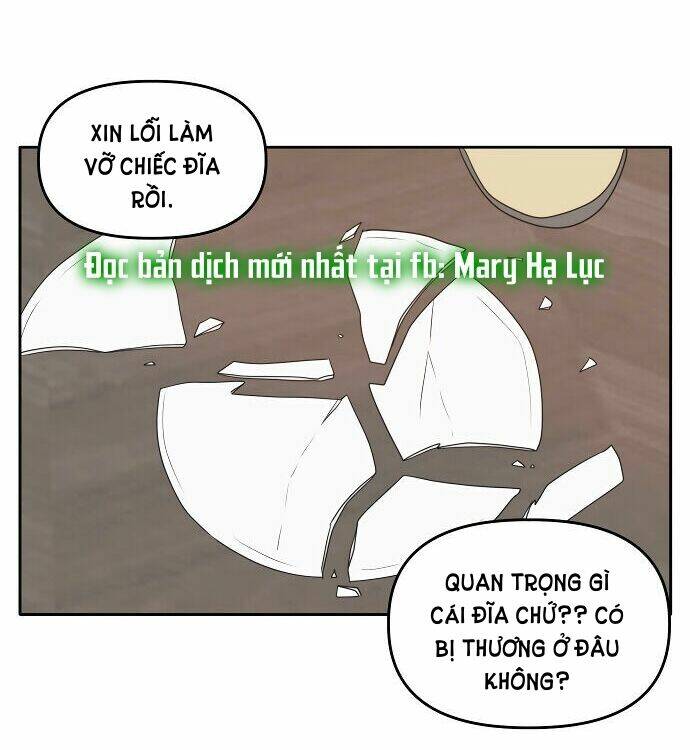 XIN LỖI LÀM
VỠ CHIẾC ĐĨA
RỒI.
Đọc bản dịch mới nhất tại fb: Mary Hạ Lục
QUAN TRỌNG GÌ
CÁI ĐĨA CHỨ?? CÓ
BỊ THƯƠNG Ở ĐÂU
KHÔNG?